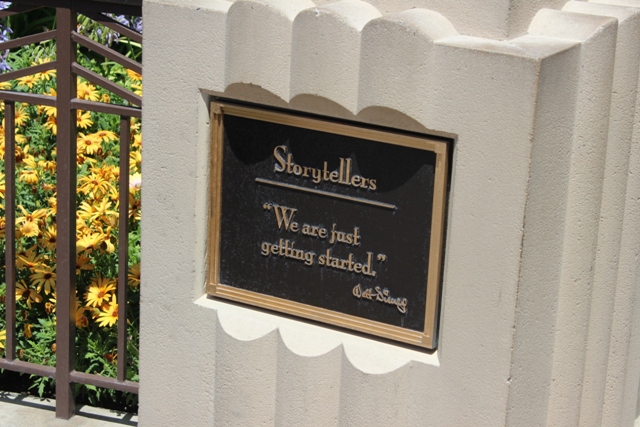 Storytellers
“We are just
getting started.”
Walt Disney